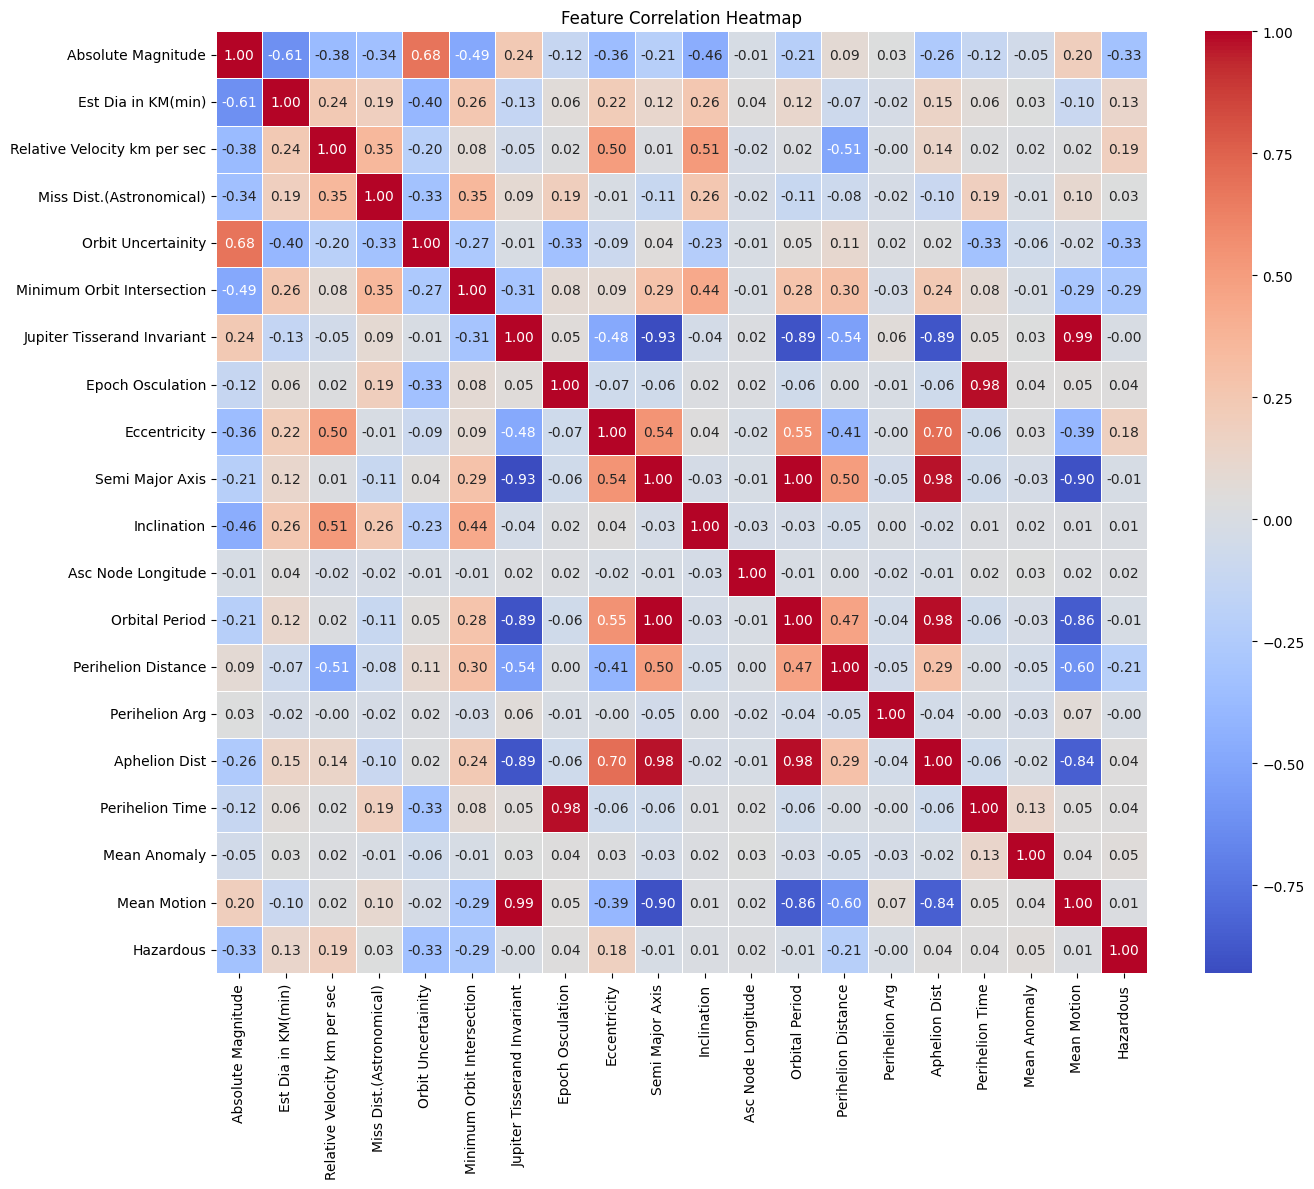 Feature Correlation Heatmap
Absolute Magnitude 1.00 -0.61 -0.38 -0.34 0.68 -0.49 0.24 -0.12 -0.36 -0.21 -0.46 -0.01 -0.21 0.09 0.03 -0.26 -0.12 -0.05 0.20 -0.33
Est Dia in KM(min) -0.61 1.00 0.24 0.19 -0.40 0.26 -0.13 0.06 0.22 0.12 0.26 0.04 0.12 -0.07 -0.02 0.15 0.06 0.03 -0.10 0.13
Relative Velocity km per sec -0.38 0.24 1.00 0.35 -0.20 0.08 -0.05 0.02 0.50 0.01 0.51 -0.02 0.02 -0.51 -0.00 0.14 0.02 0.02 0.02 0.19
Miss Dist.(Astronomical) -0.34 0.19 0.35 1.00 -0.33 0.35 0.09 0.19 -0.01 -0.11 0.26 -0.02 -0.11 -0.08 -0.02 -0.10 0.19 -0.01 0.10 0.03
Orbit Uncertainity 0.68 -0.40 -0.20 -0.33 1.00 -0.27 -0.01 -0.33 -0.09 0.04 -0.23 -0.01 0.05 0.11 0.02 0.02 -0.33 -0.06 -0.02 -0.33
Minimum Orbit Intersection -0.49 0.26 0.08 0.35 -0.27 1.00 -0.31 0.08 0.09 0.29 0.44 -0.01 0.28 0.30 -0.03 0.24 0.08 -0.01 -0.29 -0.29
Jupiter Tisserand Invariant 0.24 -0.13 -0.05 0.09 -0.01 -0.31 1.00 0.05 -0.48 -0.93 -0.04 0.02 -0.89 -0.54 0.06 -0.89 0.05 0.03 0.99 -0.00
Epoch Osculation -0.12 0.06 0.02 0.19 -0.33 0.08 0.05 1.00 -0.07 -0.06 0.02 0.02 -0.06 0.00 -0.01 -0.06 0.98 0.04 0.05 0.04
Eccentricity -0.36 0.22 0.50 -0.01 -0.09 0.09 -0.48 -0.07 1.00 0.54 0.04 -0.02 0.55 -0.41 -0.00 0.70 -0.06 0.03 -0.39 0.18
Semi Major Axis -0.21 0.12 0.01 -0.11 0.04 0.29 -0.93 -0.06 0.54 1.00 -0.03 -0.01 1.00 0.50 -0.05 0.98 -0.06 -0.03 -0.90 -0.01
Inclination -0.46 0.26 0.51 0.26 -0.23 0.44 -0.04 0.02 0.04 -0.03 1.00 -0.03 -0.03 -0.05 0.00 -0.02 0.01 0.02 0.01 0.01
Asc Node Longitude -0.01 0.04 -0.02 -0.02 -0.01 -0.01 0.02 0.02 -0.02 -0.01 -0.03 1.00 -0.01 0.00 -0.02 -0.01 0.02 0.03 0.02 0.02
Orbital Period -0.21 0.12 0.02 -0.11 0.05 0.28 -0.89 -0.06 0.55 1.00 -0.03 -0.01 1.00 0.47 -0.04 0.98 -0.06 -0.03 -0.86 -0.01
Perihelion Distance 0.09 -0.07 -0.51 -0.08 0.11 0.30 -0.54 0.00 -0.41 0.50 -0.05 0.00 0.47 1.00 -0.05 0.29 -0.00 -0.05 -0.60 -0.21
Perihelion Arg 0.03 -0.02 -0.00 -0.02 0.02 -0.03 0.06 -0.01 -0.00 -0.05 0.00 -0.02 -0.04 -0.05 1.00 -0.04 -0.00 -0.03 0.07 -0.00
Aphelion Dist -0.26 0.15 0.14 -0.10 0.02 0.24 -0.89 -0.06 0.70 0.98 -0.02 -0.01 0.98 0.29 -0.04 1.00 -0.06 -0.02 -0.84 0.04
Perihelion Time -0.12 0.06 0.02 0.19 -0.33 0.08 0.05 0.98 -0.06 -0.06 0.01 0.02 -0.06 -0.00 -0.00 -0.06 1.00 0.13 0.05 0.04
Mean Anomaly -0.05 0.03 0.02 -0.01 -0.06 -0.01 0.03 0.04 0.03 -0.03 0.02 0.03 -0.03 -0.05 -0.03 -0.02 0.13 1.00 0.04 0.05
Mean Motion 0.20 -0.10 0.02 0.10 -0.02 -0.29 0.99 0.05 -0.39 -0.90 0.01 0.02 -0.86 -0.60 0.07 -0.84 0.05 0.04 1.00 0.01
Hazardous -0.33 0.13 0.19 0.03 -0.33 -0.29 -0.00 0.04 0.18 -0.01 0.01 0.02 -0.01 -0.21 -0.00 0.04 0.04 0.05 0.01 1.00
Absolute Magnitude
Est Dia in KM(min)
Relative Velocity km per sec
Miss Dist.(Astronomical)
Orbit Uncertainity
Minimum Orbit Intersection
Jupiter Tisserand Invariant
Epoch Osculation
Eccentricity
Semi Major Axis
Inclination
Asc Node Longitude
Orbital Period
Perihelion Distance
Perihelion Arg
Aphelion Dist
Perihelion Time
Mean Anomaly
Mean Motion
Hazardous
1.00
0.75
0.50
0.25
0.00
−0.25
−0.50
−0.75